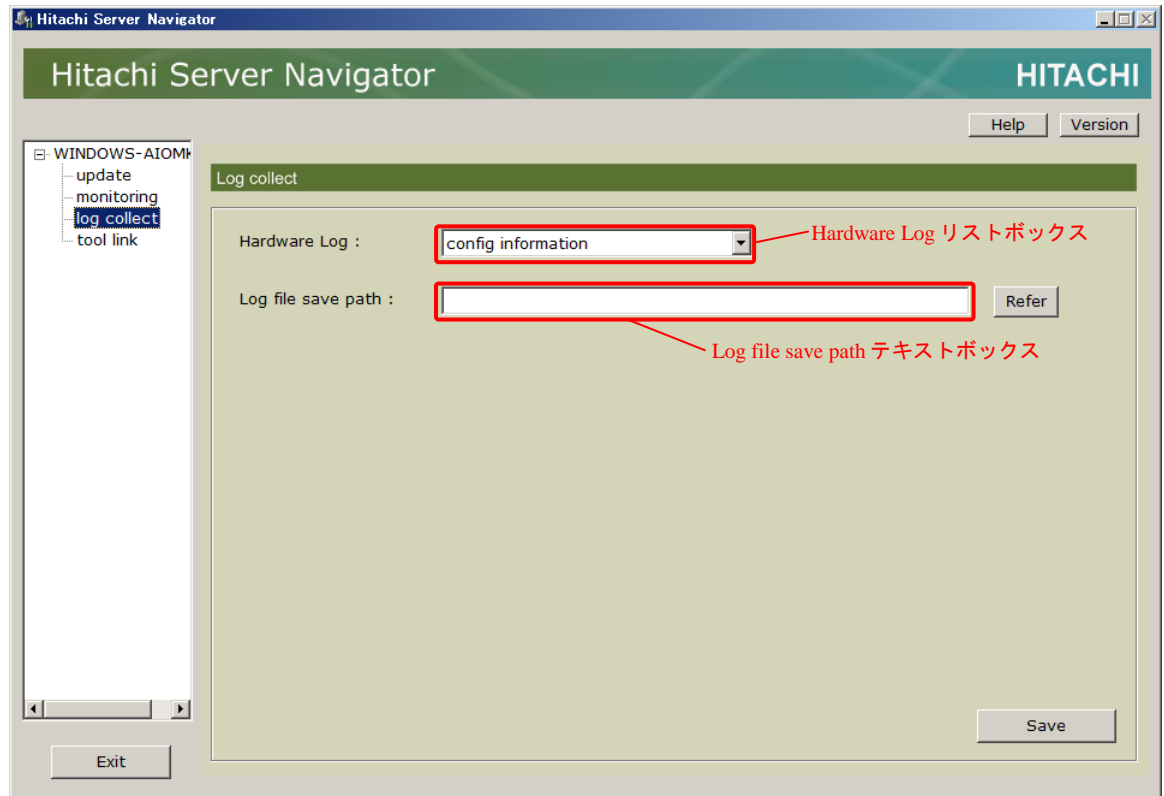 Hitachi Server Navigator
Hitachi Server Navigator
HITACHI
Help
Version
WINDOWS-AIOMK
update
monitoring
log collect
tool link
Log collect
Hardware Log :
config information
Hardware Log リストボックス
Log file save path :
Refer
Log file save path テキストボックス
Save
Exit